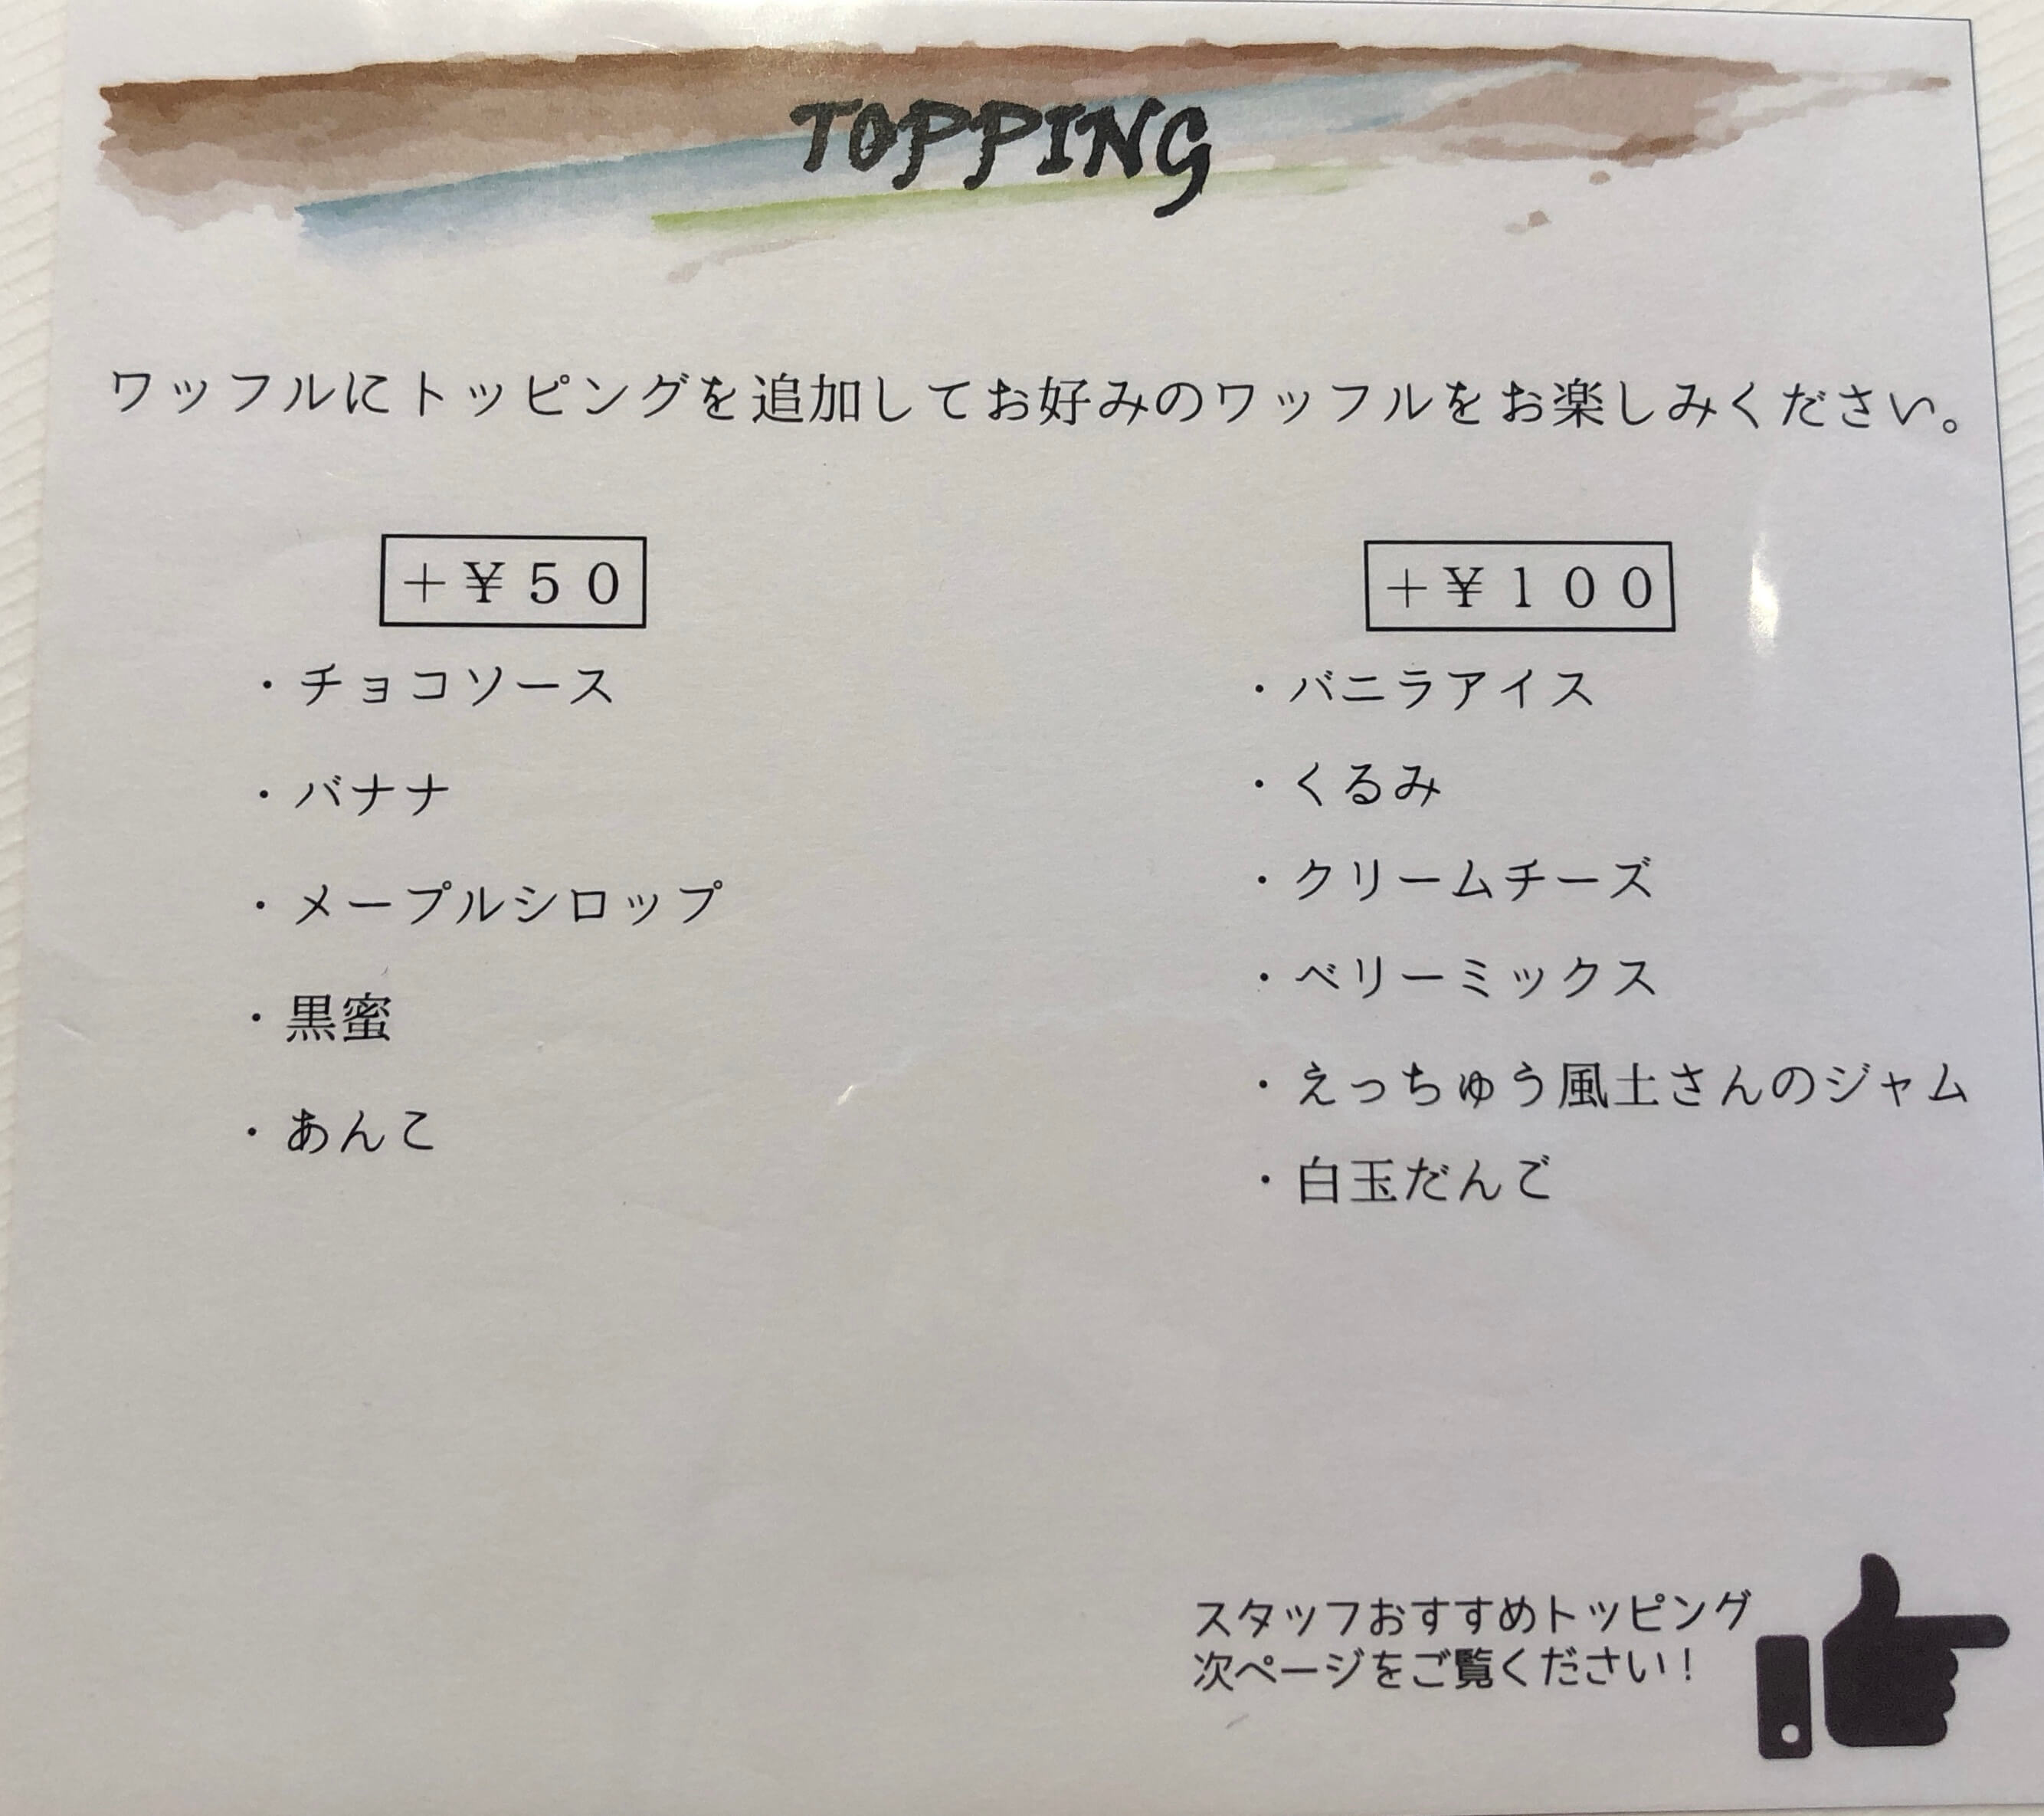 TOPPING
ワッフルにトッピングを追加してお好みのワッフルをお楽しみください。
＋￥５０
・チョコソース
・バナナ
・メープルシロップ
・黒蜜
・あんこ
＋￥１００
・バニラアイス
・くるみ
・クリームチーズ
・ベリーミックス
・えっちゅう風土さんのジャム
・白玉だんご
スタッフおすすめトッピング
次ページをご覧ください！